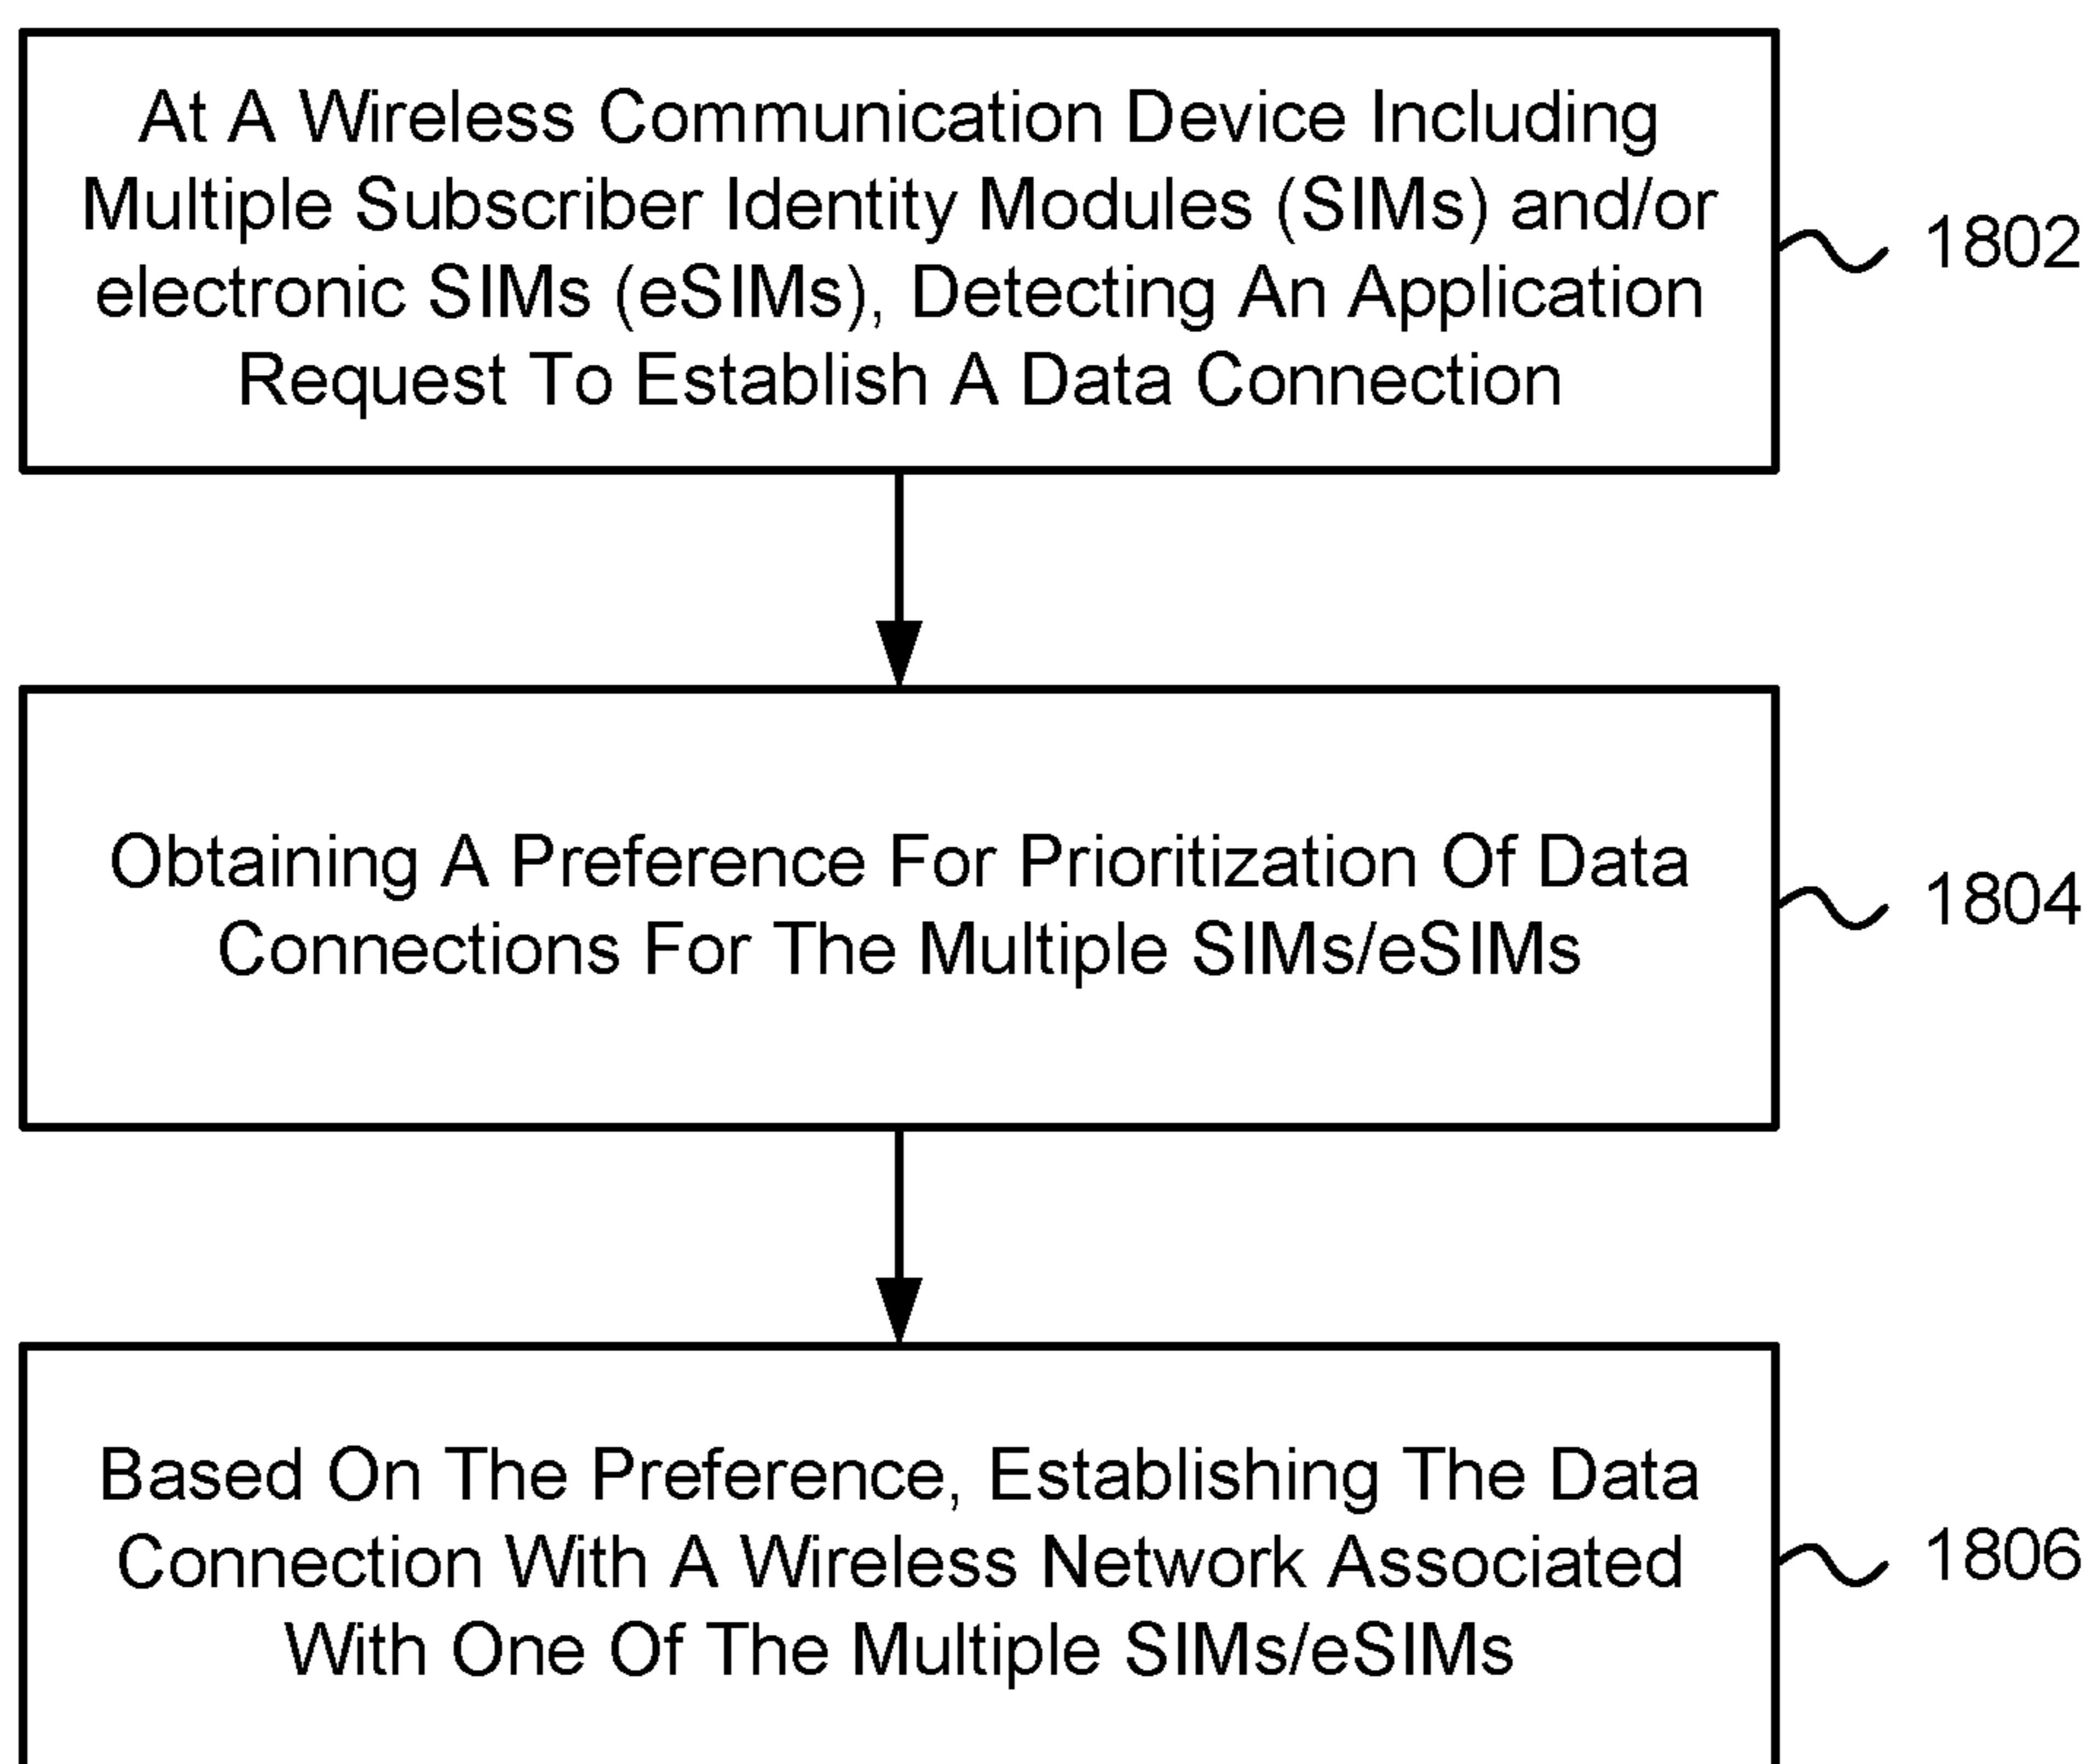 At A Wireless Communication Device Including
Multiple Subscriber Identity Modules (SIMs) and/or
electronic SIMs (eSIMs), Detecting An Application
Request To Establish A Data Connection
1802
Obtaining A Preference For Prioritization Of Data
Connections For The Multiple SIMs/eSIMs
1804
Based On The Preference, Establishing The Data
Connection With A Wireless Network Associated
With One Of The Multiple SIMs/eSIMs
1806